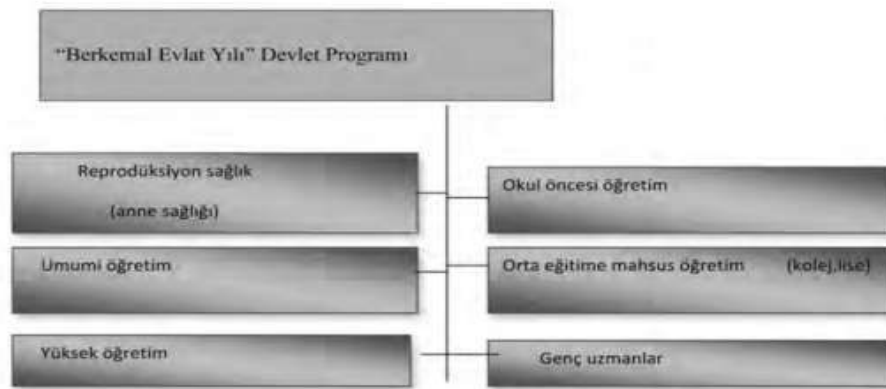 “Berkemal Evlat Yılı” Devlet Programı
Reprodüksiyon sağlık
(anne sağlığı)
Okul öncesi öğretim
Umumi öğretim
Orta eğitime mahsus öğretim (kolej,lise)
Yüksek öğretim
Genç uzmanlar